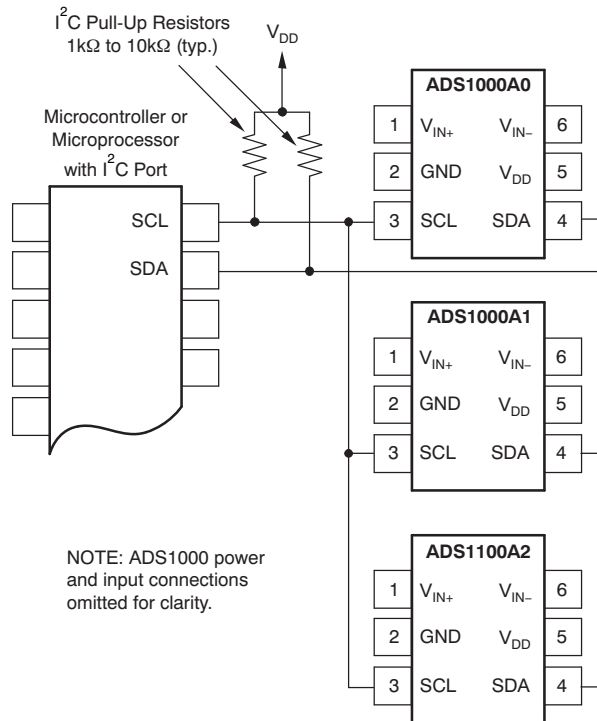 I²C Pull-Up Resistors
1kΩ to 10kΩ (typ.)
V_DD
Microcontroller or
Microprocessor
with I²C Port
SCL
SDA
ADS1000A0
1 V_IN+ V_IN– 6
2 GND V_DD 5
3 SCL SDA 4
ADS1000A1
1 V_IN+ V_IN– 6
2 GND V_DD 5
3 SCL SDA 4
NOTE: ADS1000 power
and input connections
omitted for clarity.
ADS1100A2
1 V_IN+ V_IN– 6
2 GND V_DD 5
3 SCL SDA 4